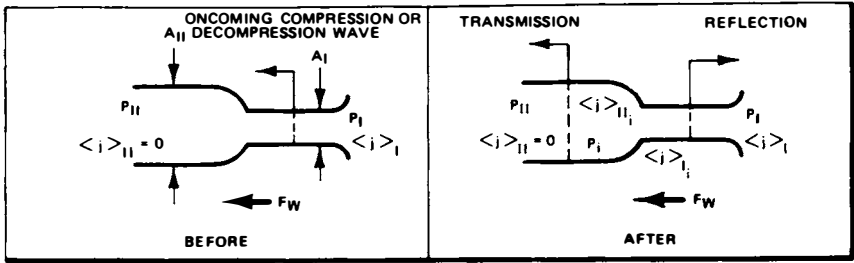 ONCOMING COMPRESSION OR
A_II DECOMPRESSION WAVE
A_I
P_II
P_I
<j>_II = 0
<j>_I
F_W
BEFORE
TRANSMISSION REFLECTION
P_II <j>_II_i P_I
<j>_II = 0 P_i <j>_I_i <j>_I
F_W
AFTER